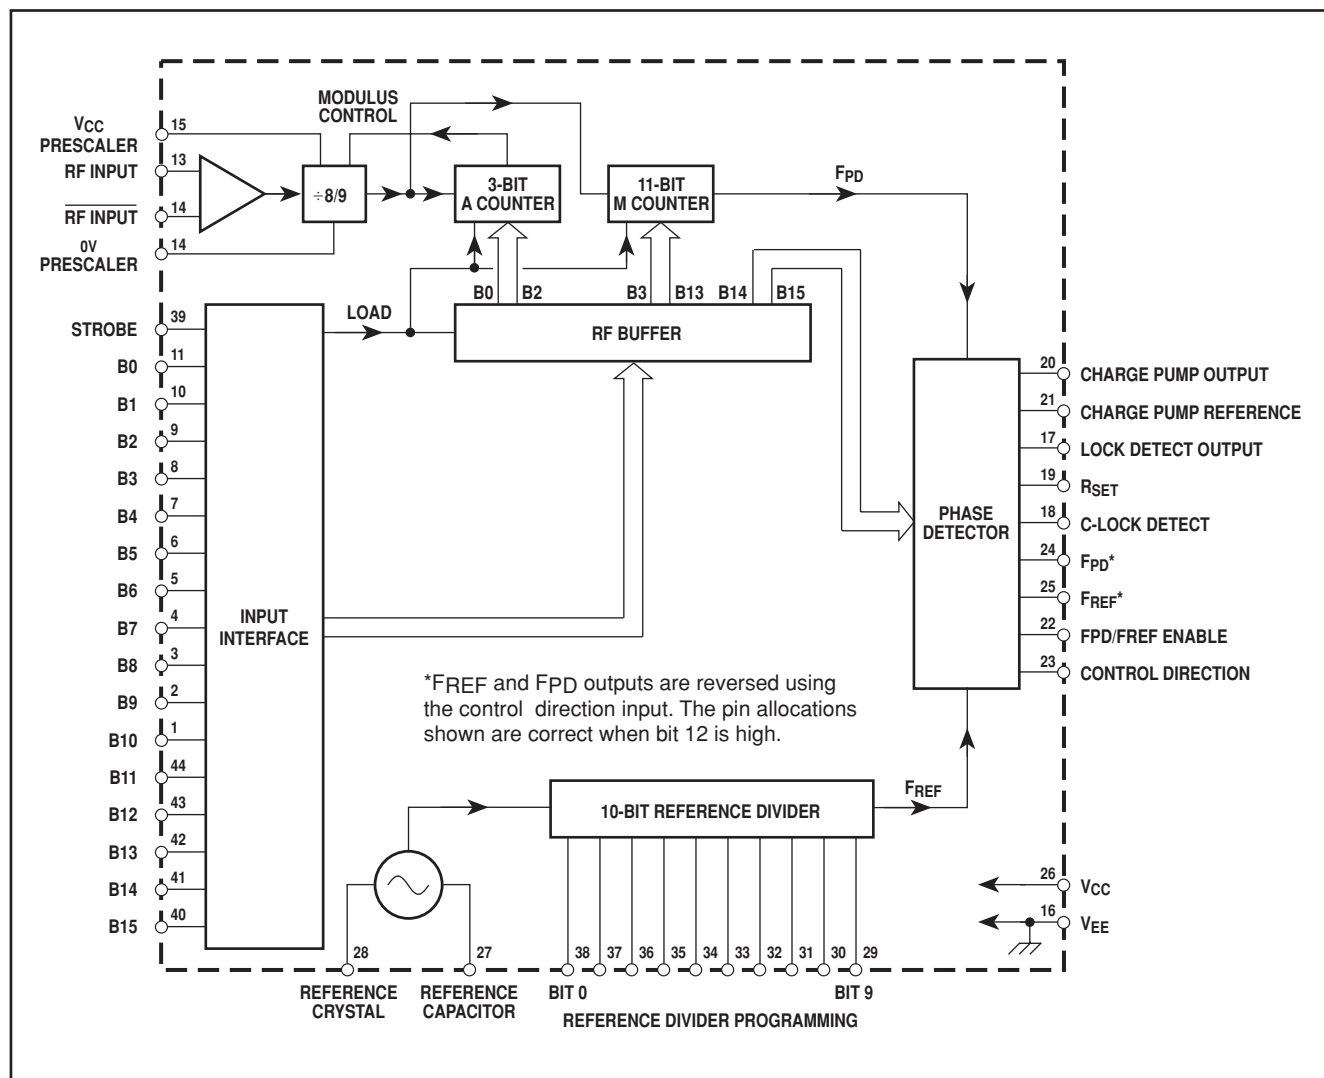 MODULUS
CONTROL
VCC
PRESCALER
15
RF INPUT
13
RF INPUT
14
0V
PRESCALER
14
÷8/9
3-BIT
A COUNTER
11-BIT
M COUNTER
FPD
B0
B2
B3
B13
B14
B15
LOAD
RF BUFFER
STROBE
39
B0
11
B1
10
B2
9
B3
8
B4
7
B5
6
B6
5
B7
4
B8
3
B9
2
B10
1
B11
44
B12
43
B13
42
B14
41
B15
40
INPUT
INTERFACE
PHASE
DETECTOR
20
CHARGE PUMP OUTPUT
21
CHARGE PUMP REFERENCE
17
LOCK DETECT OUTPUT
19
RSET
18
C-LOCK DETECT
24
FPD*
25
FREF*
22
FPD/FREF ENABLE
23
CONTROL DIRECTION
*FREF and FPD outputs are reversed using
the control direction input. The pin allocations
shown are correct when bit 12 is high.
10-BIT REFERENCE DIVIDER
FREF
26
VCC
16
VEE
28
27
38
37
36
35
34
33
32
31
30
29
REFERENCE
CRYSTAL
REFERENCE
CAPACITOR
BIT 0
BIT 9
REFERENCE DIVIDER PROGRAMMING